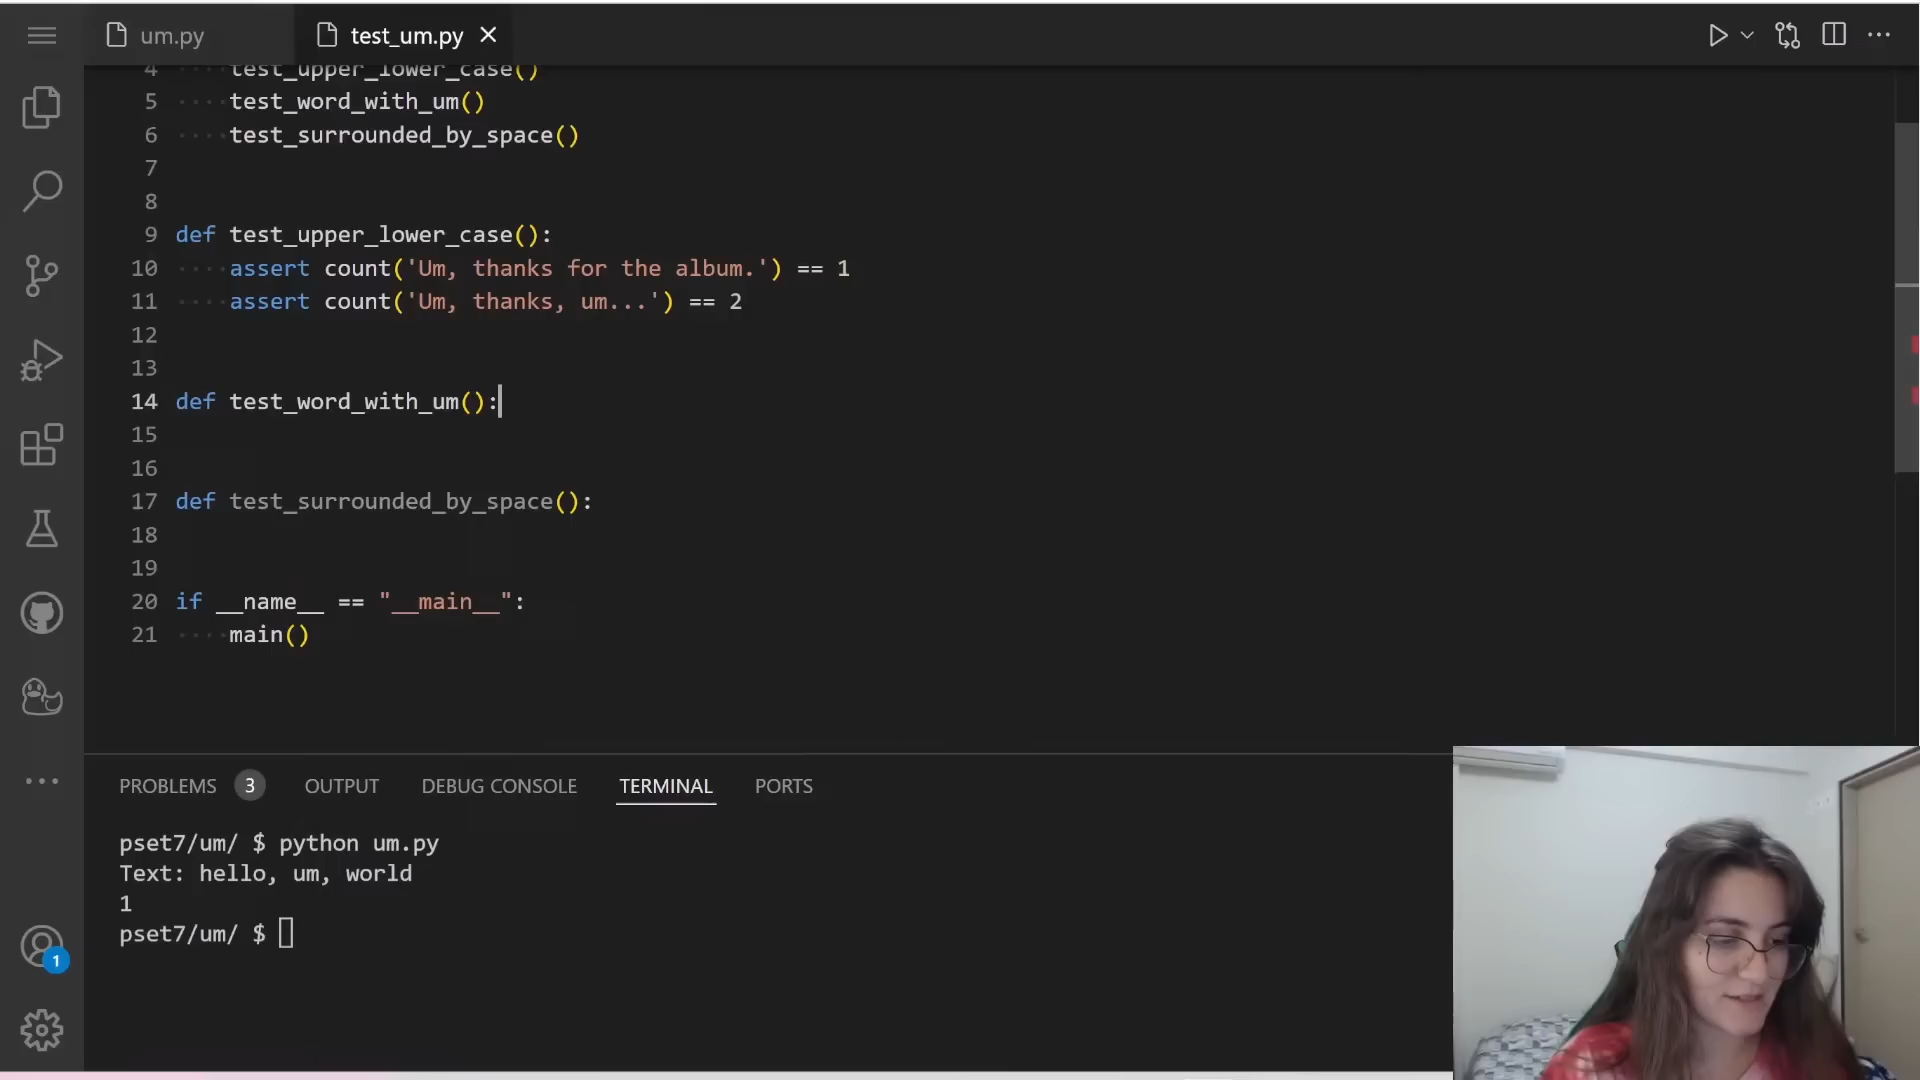 um.py
test_um.py
4 test_upper_lower_case()
5 test_word_with_um()
6 test_surrounded_by_space()
7
8
9 def test_upper_lower_case():
10 assert count('Um, thanks for the album.') == 1
11 assert count('Um, thanks, um...') == 2
12
13
14 def test_word_with_um():
15
16
17 def test_surrounded_by_space():
18
19
20 if __name__ == "__main__":
21 main()
PROBLEMS 3 OUTPUT DEBUG CONSOLE TERMINAL PORTS
pset7/um/ $ python um.py
Text: hello, um, world
1
pset7/um/ $
1